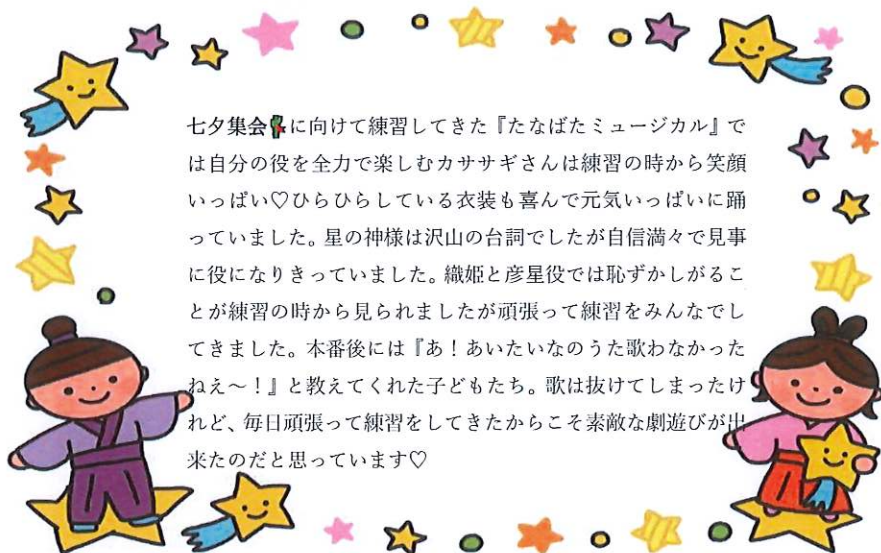 七夕集会🎋に向けて練習してきた『たなばたミュージカル』で
は自分の役を全力で楽しむカササギさんは練習の時から笑顔
いっぱい♡ひらひらしている衣装も喜んで元気いっぱいに踊
っていました。星の神様は沢山の台詞でしたが自信満々で見事
に役になりきっていました。織姫と彦星役では恥ずかしがるこ
とが練習の時から見られましたが頑張って練習をみんなでし
てきました。本番後には『あ！あいたいなのうた歌わなかった
ねえ～！』と教えてくれた子どもたち。歌は抜けてしまったけ
れど、毎日頑張って練習をしてきたからこそ素敵な劇遊びが出
来たのだと思っています♡